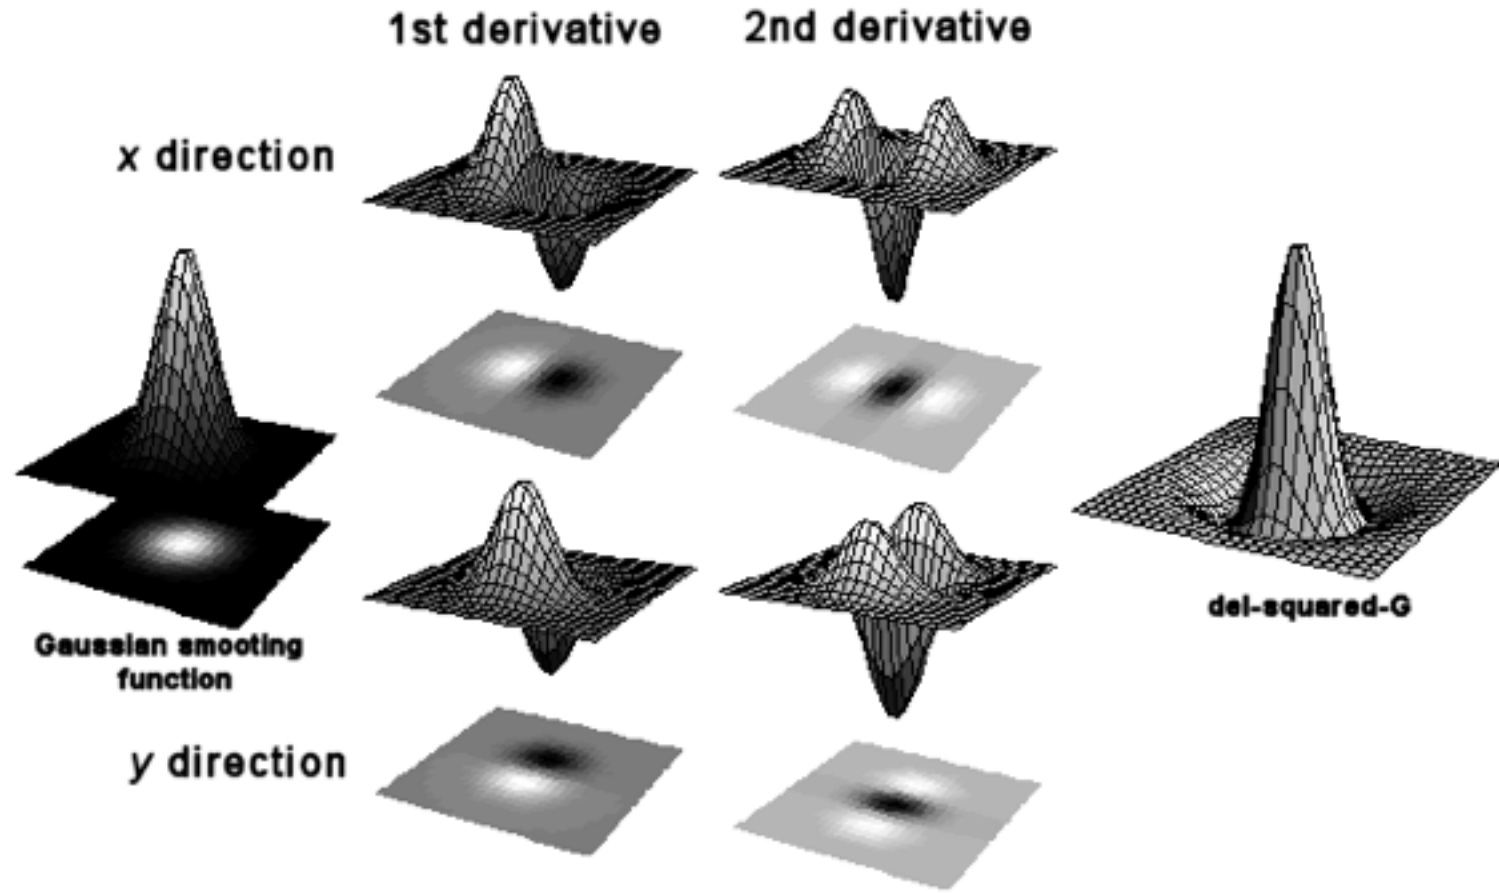 1st derivative
2nd derivative
x direction
Gaussian smooting
function
del-squared-G
y direction